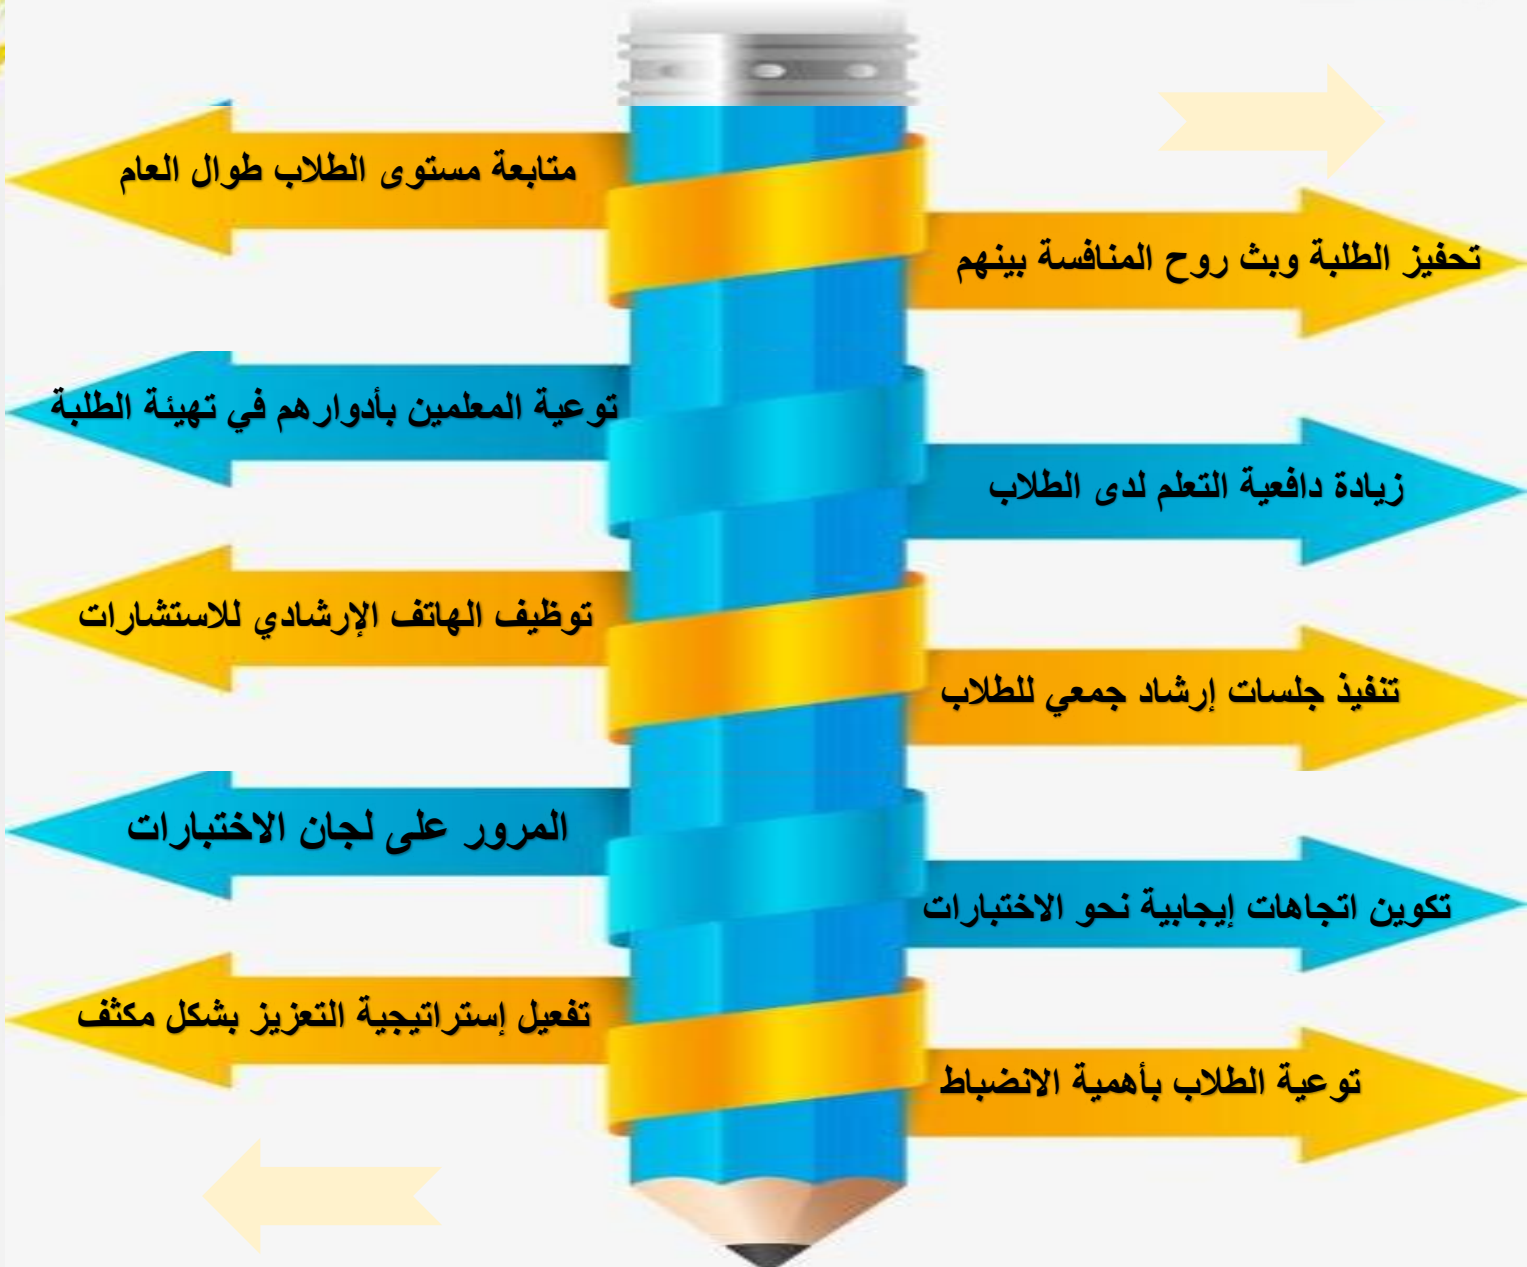 متابعة مستوى الطلاب طوال العام
تحفيز الطلبة وبث روح المنافسة بينهم
توعية المعلمين بأدوارهم في تهيئة الطلبة
زيادة دافعية التعلم لدى الطلاب
توظيف الهاتف الإرشادي للاستشارات
تنفيذ جلسات إرشاد جمعي للطلاب
المرور على لجان الاختبارات
تكوين اتجاهات إيجابية نحو الاختبارات
تفعيل إستراتيجية التعزيز بشكل مكثف
توعية الطلاب بأهمية الانضباط